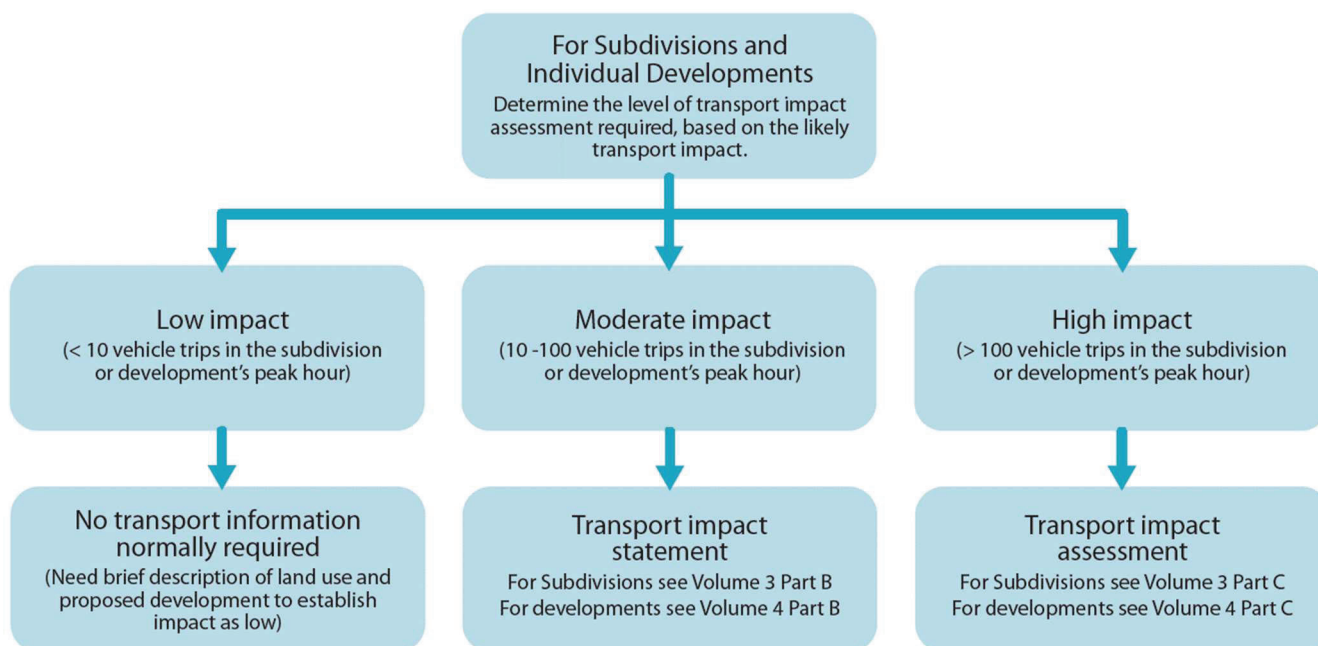 For Subdivisions and
Individual Developments
Determine the level of transport impact
assessment required, based on the likely
transport impact.
Low impact
(< 10 vehicle trips in the subdivision
or development's peak hour)
Moderate impact
(10 -100 vehicle trips in the subdivision
or development's peak hour)
High impact
(> 100 vehicle trips in the subdivision
or development's peak hour)
No transport information
normally required
(Need brief description of land use and
proposed development to establish
impact as low)
Transport impact
statement
For Subdivisions see Volume 3 Part B
For developments see Volume 4 Part B
Transport impact
assessment
For Subdivisions see Volume 3 Part C
For developments see Volume 4 Part C